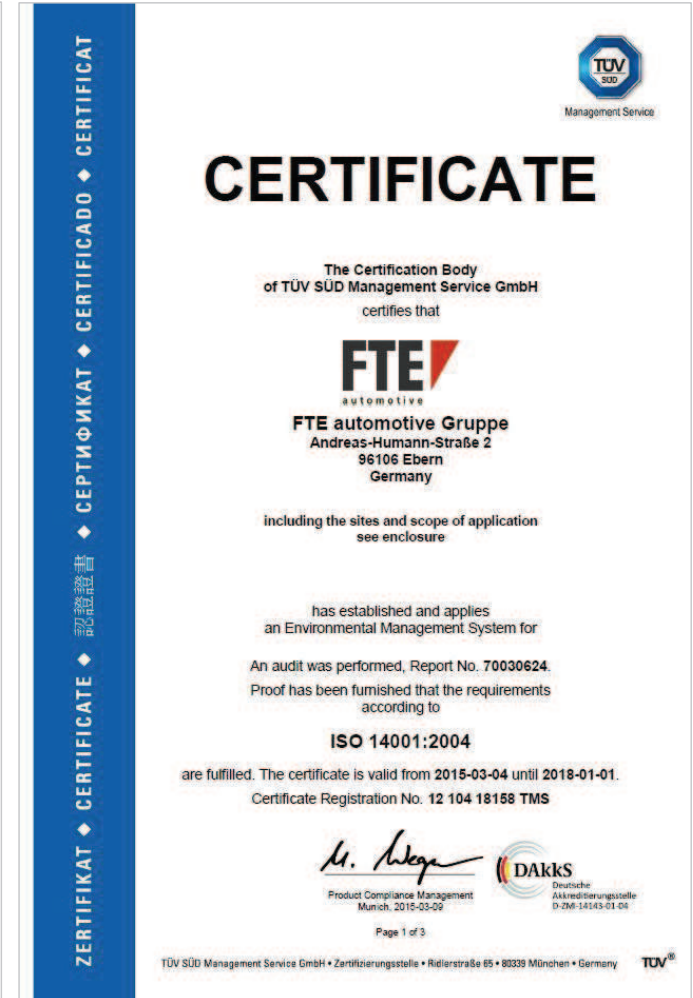 ZERTIFIKAT ◆ CERTIFICATE ◆ 認證證書 ◆ СЕРТИФИКАТ ◆ CERTIFICADO ◆ CERTIFICAT
TÜV
SÜD
Management Service
CERTIFICATE
The Certification Body
of TÜV SÜD Management Service GmbH
certifies that
FTE
automotive
FTE automotive Gruppe
Andreas-Humann-Straße 2
96106 Ebern
Germany
including the sites and scope of application
see enclosure
has established and applies
an Environmental Management System for
An audit was performed, Report No. 70030624.
Proof has been furnished that the requirements
according to
ISO 14001:2004
are fulfilled. The certificate is valid from 2015-03-04 until 2018-01-01.
Certificate Registration No. 12 104 18158 TMS
M. Wegner
Product Compliance Management
Munich, 2015-03-09
DAkkS
Deutsche
Akkreditierungsstelle
D-ZM-14143-01-04
Page 1 of 3
TÜV SÜD Management Service GmbH • Zertifizierungsstelle • Ridlerstraße 65 • 80339 München • Germany
TÜV®